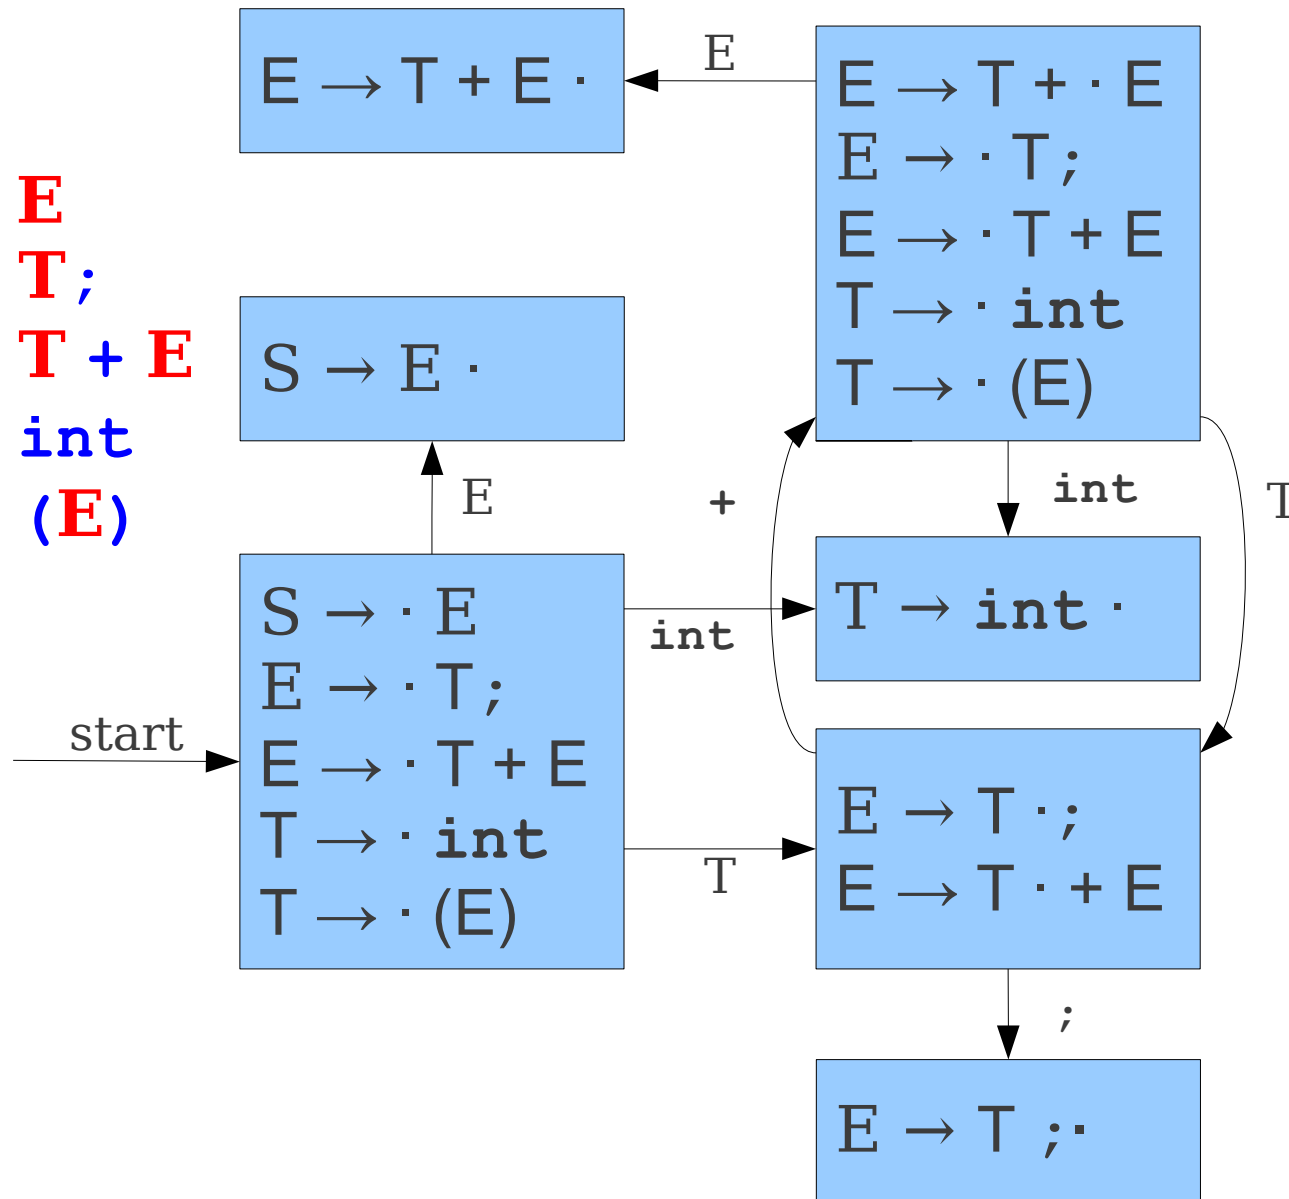 E
T ;
T + E
int
(E)
E → T + E ·
E
S → E ·
E
start
S → · E
E → · T ;
E → · T + E
T → · int
T → · (E)
int
T
E → T + · E
E → · T ;
E → · T + E
T → · int
T → · (E)
+
int
T
T → int ·
E → T · ;
E → T · + E
;
E → T ; ·